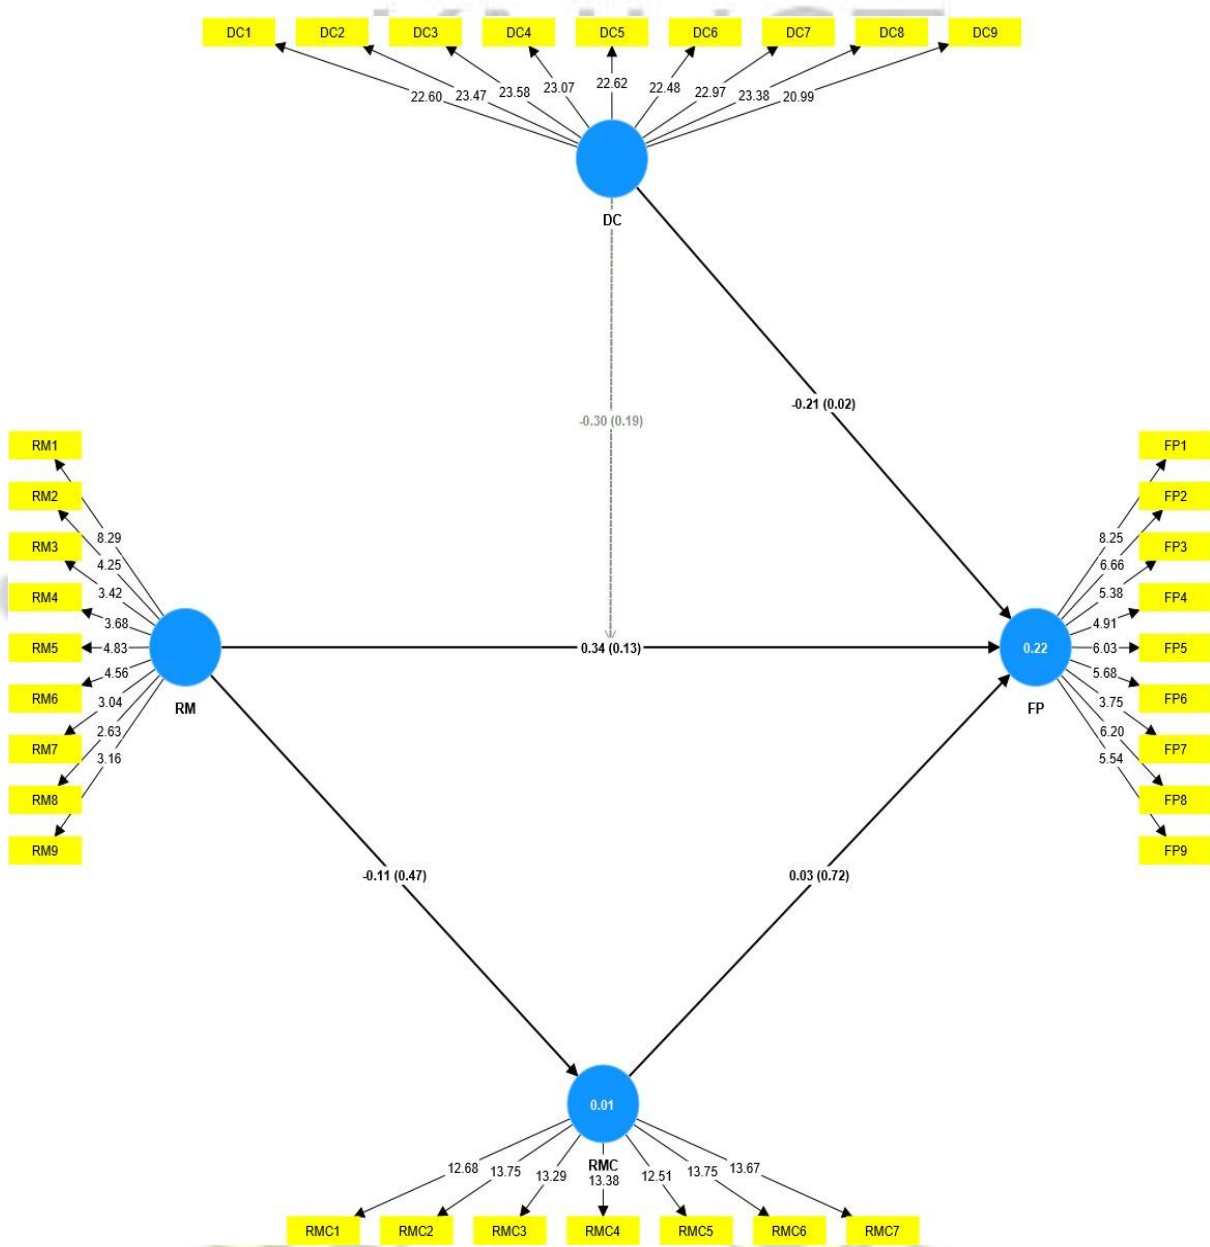 DC1 DC2 DC3 DC4 DC5 DC6 DC7 DC8 DC9
22.60 23.47 23.58 23.07 22.62 22.48 22.97 23.38 20.99
DC
-0.21 (0.02)
-0.30 (0.19)
RM1
RM2
RM3
RM4
RM5
RM6
RM7
RM8
RM9
8.29
4.25
3.42
3.68
4.83
4.56
3.04
2.63
3.16
RM
0.34 (0.13)
0.22
FP
8.25
6.66
5.38
4.91
6.03
5.68
3.75
6.20
5.54
FP1
FP2
FP3
FP4
FP5
FP6
FP7
FP8
FP9
-0.11 (0.47)
0.03 (0.72)
0.01
RMC
12.68 13.75 13.29 13.38 12.51 13.75 13.67
RMC1 RMC2 RMC3 RMC4 RMC5 RMC6 RMC7